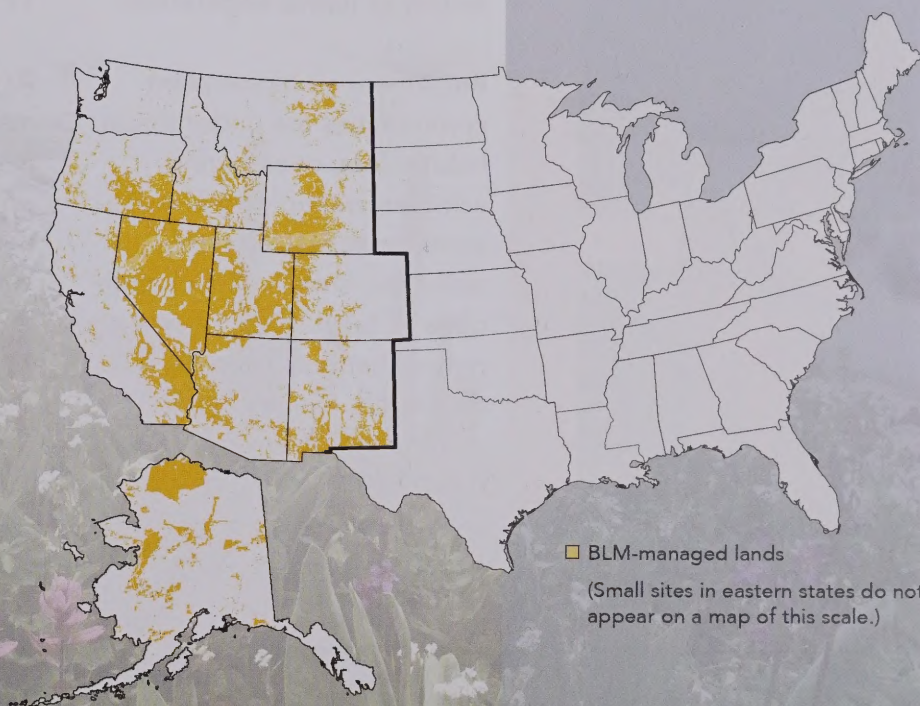 BLM-managed lands
(Small sites in eastern states do not
appear on a map of this scale.)